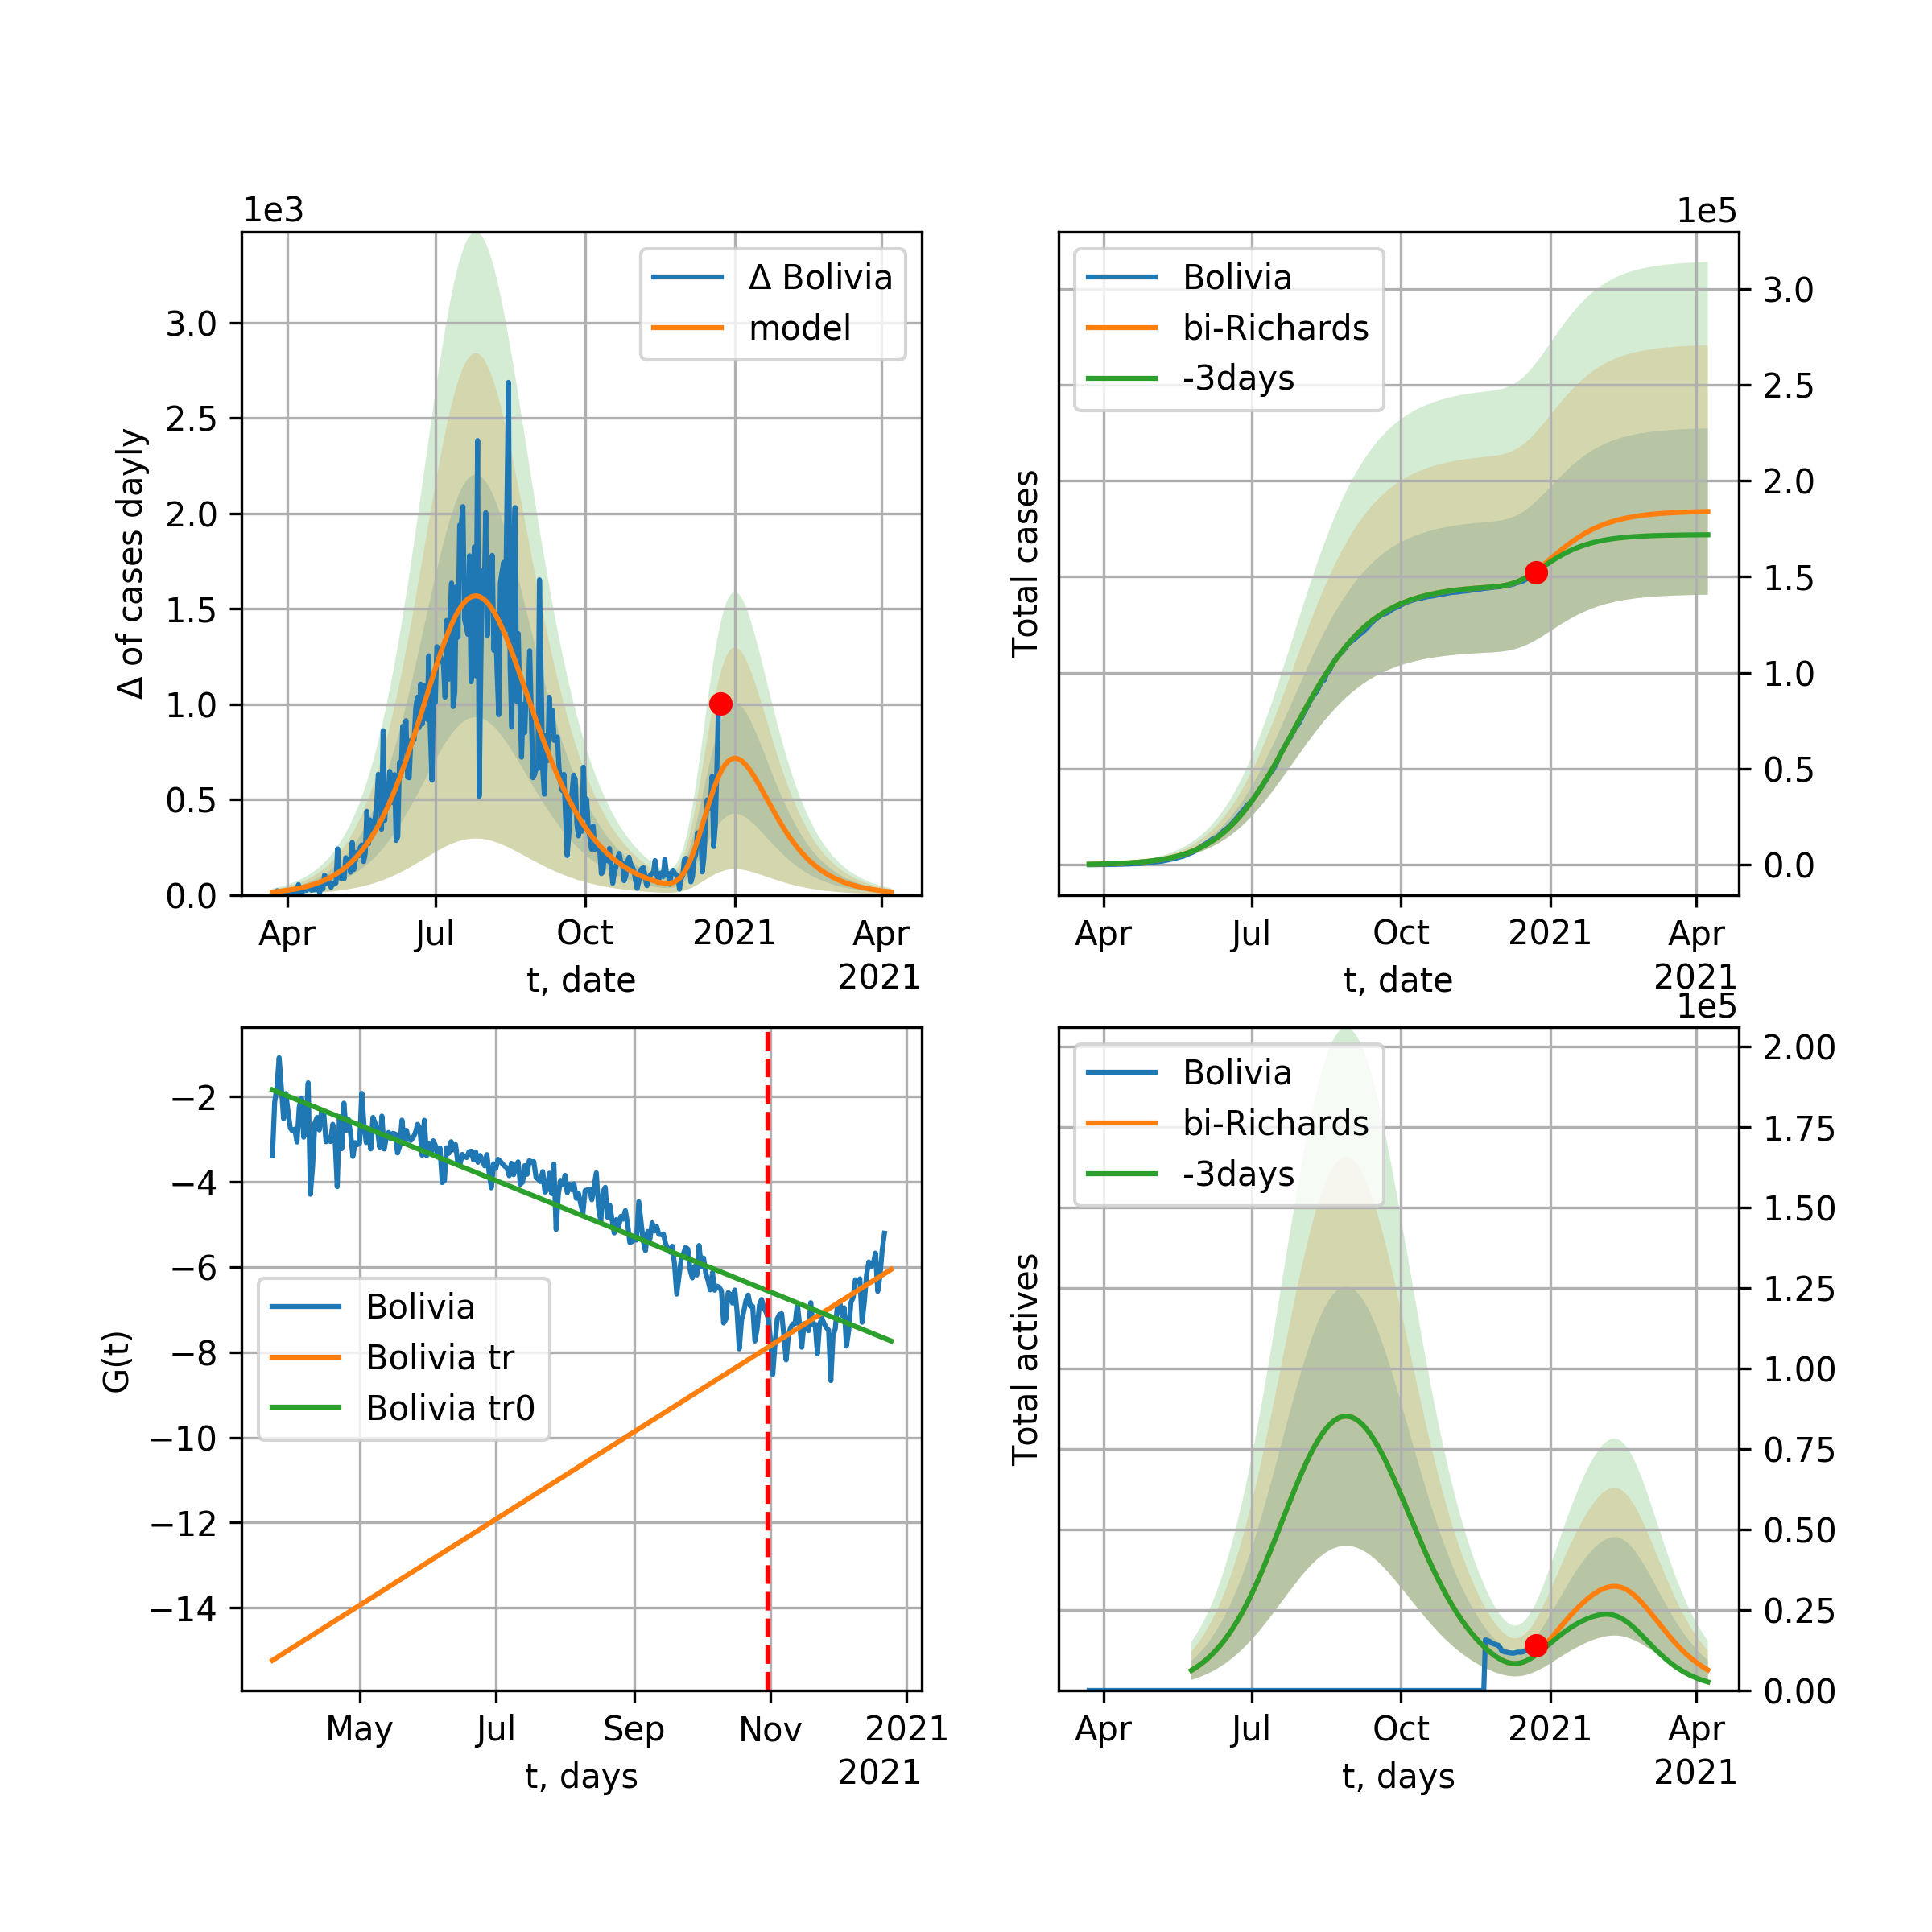 1e3
Δ of cases dayly
3.0
2.5
2.0
1.5
1.0
0.5
0.0
Δ Bolivia
model
Apr
Jul
Oct
2021
Apr
2021
t, date
1e5
Total cases
Bolivia
bi-Richards
-3days
3.0
2.5
2.0
1.5
1.0
0.5
0.0
Apr
Jul
Oct
2021
Apr
2021
t, date
G(t)
−2
−4
−6
−8
−10
−12
−14
Bolivia
Bolivia tr
Bolivia tr0
May
Jul
Sep
Nov
2021
2021
t, days
1e5
Total actives
Bolivia
bi-Richards
-3days
2.00
1.75
1.50
1.25
1.00
0.75
0.50
0.25
0.00
Apr
Jul
Oct
2021
Apr
2021
t, days